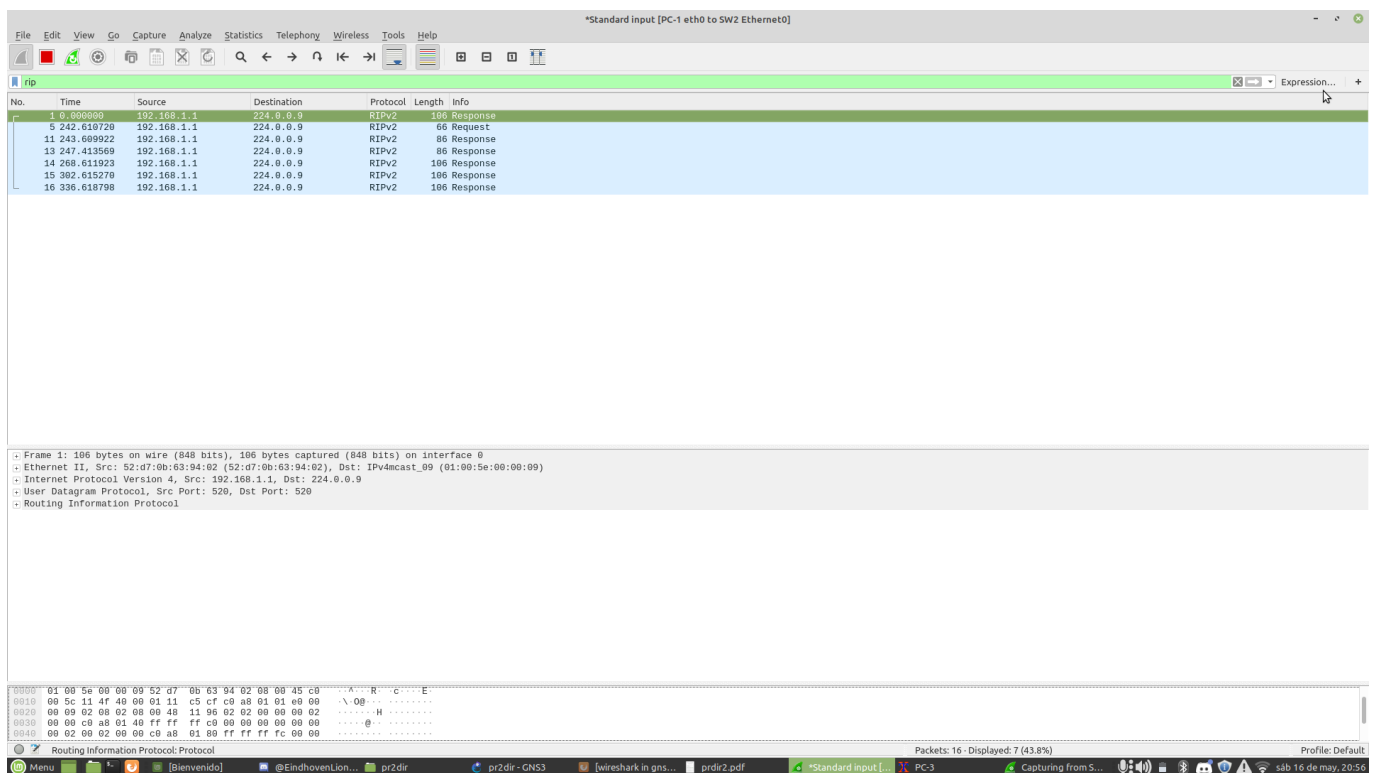 *Standard input [PC-1 eth0 to SW2 Ethernet0]
File Edit View Go Capture Analyze Statistics Telephony Wireless Tools Help
rip Expression... +
No. Time Source Destination Protocol Length Info
1 0.000000 192.168.1.1 224.0.0.9 RIPv2 106 Response
5 242.610720 192.168.1.1 224.0.0.9 RIPv2 66 Request
11 243.609922 192.168.1.1 224.0.0.9 RIPv2 86 Response
13 247.413569 192.168.1.1 224.0.0.9 RIPv2 86 Response
14 268.611923 192.168.1.1 224.0.0.9 RIPv2 106 Response
15 302.615270 192.168.1.1 224.0.0.9 RIPv2 106 Response
16 336.618798 192.168.1.1 224.0.0.9 RIPv2 106 Response
Frame 1: 106 bytes on wire (848 bits), 106 bytes captured (848 bits) on interface 0
Ethernet II, Src: 52:d7:0b:63:94:02 (52:d7:0b:63:94:02), Dst: IPv4mcast_09 (01:00:5e:00:00:09)
Internet Protocol Version 4, Src: 192.168.1.1, Dst: 224.0.0.9
User Datagram Protocol, Src Port: 520, Dst Port: 520
Routing Information Protocol
0000 01 00 5e 00 00 09 52 d7 0b 63 94 02 08 00 45 c0 ··^···R· ·c····E·
0010 00 5c 11 4f 40 00 01 11 c5 cf c0 a8 01 01 e0 00 ·\·O@··· ········
0020 00 09 02 08 02 08 00 48 11 96 02 02 00 00 00 02 ·······H ········
0030 00 00 c0 a8 01 40 ff ff ff c0 00 00 00 00 00 00 ·····@·· ········
0040 00 02 00 02 00 00 c0 a8 01 80 ff ff ff fc 00 00 ········ ········
Routing Information Protocol: Protocol Packets: 16 · Displayed: 7 (43.8%) Profile: Default
Menu [Bienvenido] @EindhovenLion... pr2dir pr2dir - GNS3 [wireshark in gns... prdir2.pdf *Standard input [... PC-3 Capturing from S... sáb 16 de may, 20:56